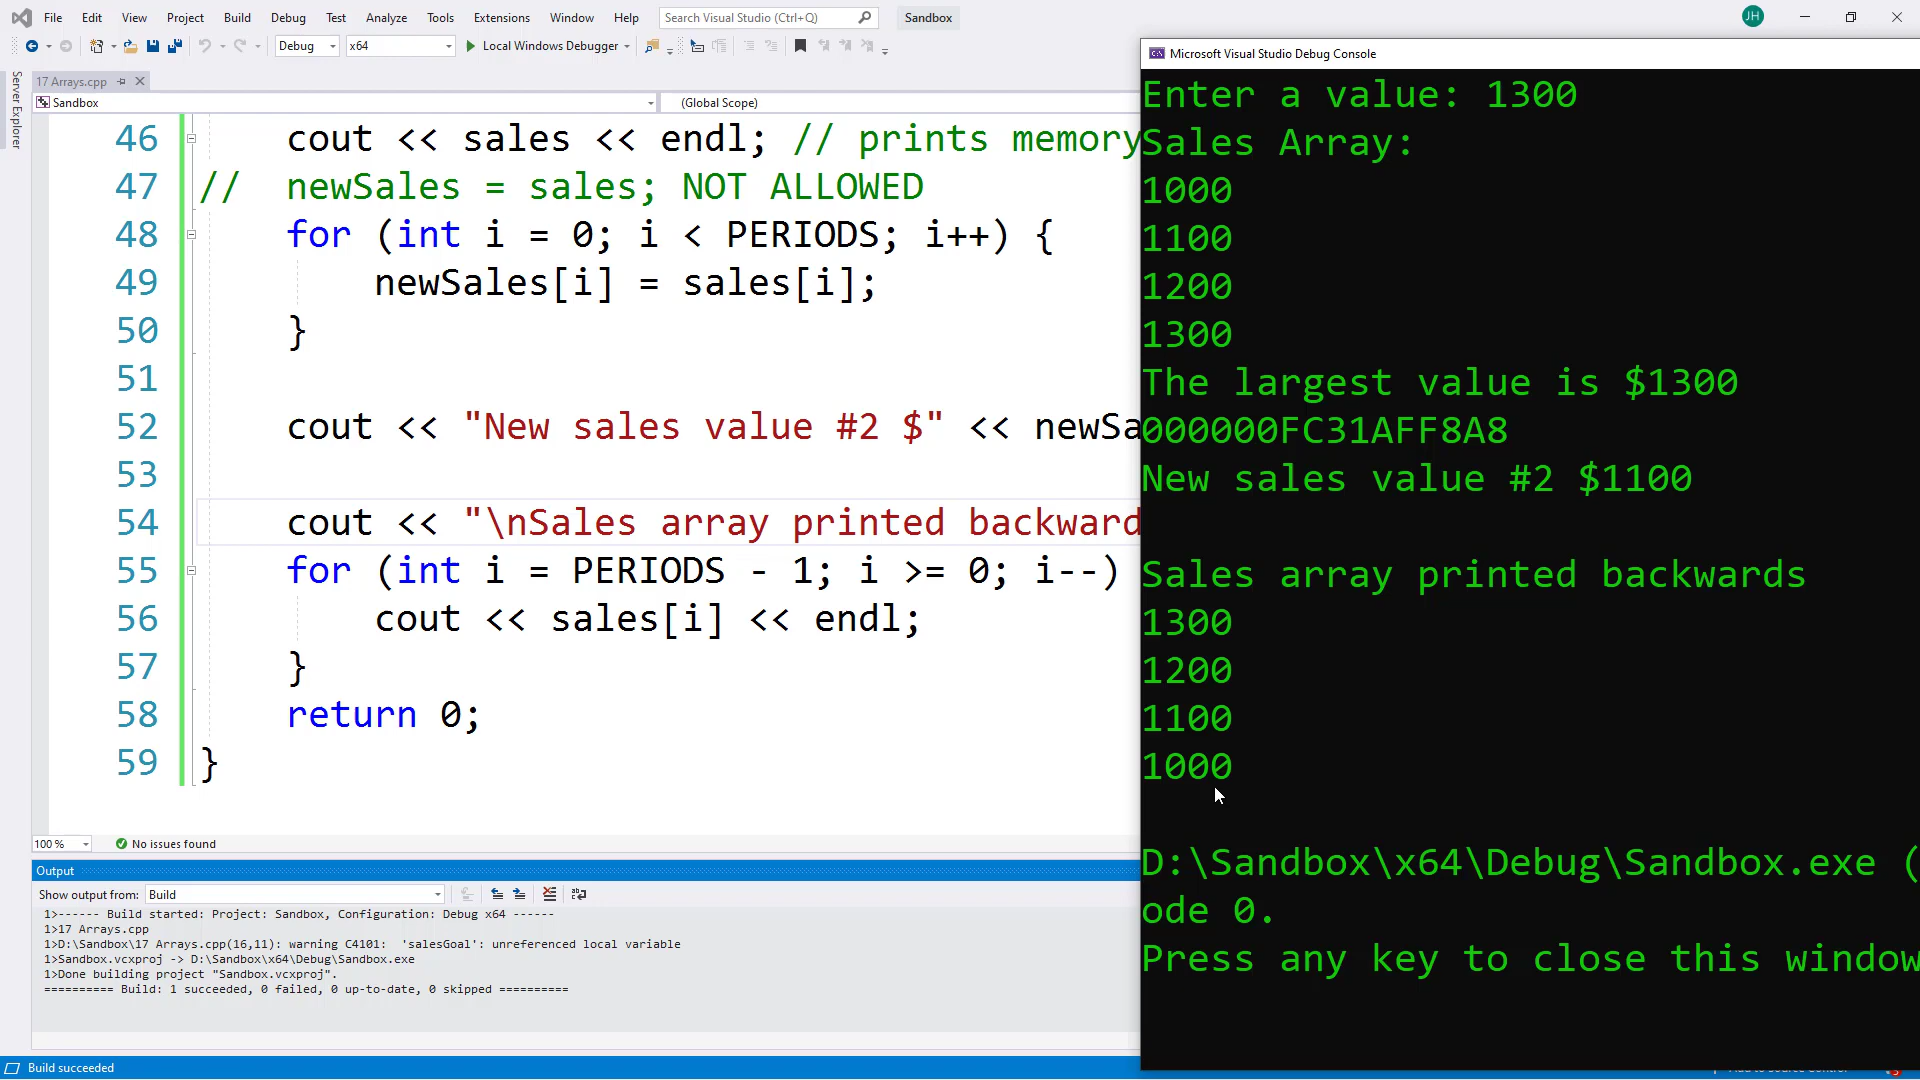 File Edit View Project Build Debug Test Analyze Tools Extensions Window Help Search Visual Studio (Ctrl+Q) Sandbox JH
Debug x64 Local Windows Debugger
Server Explorer
17 Arrays.cpp
Sandbox (Global Scope)
46 cout << sales << endl; // prints memory
47 // newSales = sales; NOT ALLOWED
48 for (int i = 0; i < PERIODS; i++) {
49 newSales[i] = sales[i];
50 }
51
52 cout << "New sales value #2 $" << newSa
53
54 cout << "\nSales array printed backward
55 for (int i = PERIODS - 1; i >= 0; i--)
56 cout << sales[i] << endl;
57 }
58 return 0;
59 }
100 % No issues found
Output
Show output from: Build
1>------ Build started: Project: Sandbox, Configuration: Debug x64 ------
1>17 Arrays.cpp
1>D:\Sandbox\17 Arrays.cpp(16,11): warning C4101:  'salesGoal': unreferenced local variable
1>Sandbox.vcxproj -> D:\Sandbox\x64\Debug\Sandbox.exe
1>Done building project "Sandbox.vcxproj".
========== Build: 1 succeeded, 0 failed, 0 up-to-date, 0 skipped ==========
Build succeeded
Microsoft Visual Studio Debug Console
Enter a value: 1300
Sales Array:
1000
1100
1200
1300
The largest value is $1300
000000FC31AFF8A8
New sales value #2 $1100
Sales array printed backwards
1300
1200
1100
1000
D:\Sandbox\x64\Debug\Sandbox.exe (
ode 0.
Press any key to close this window